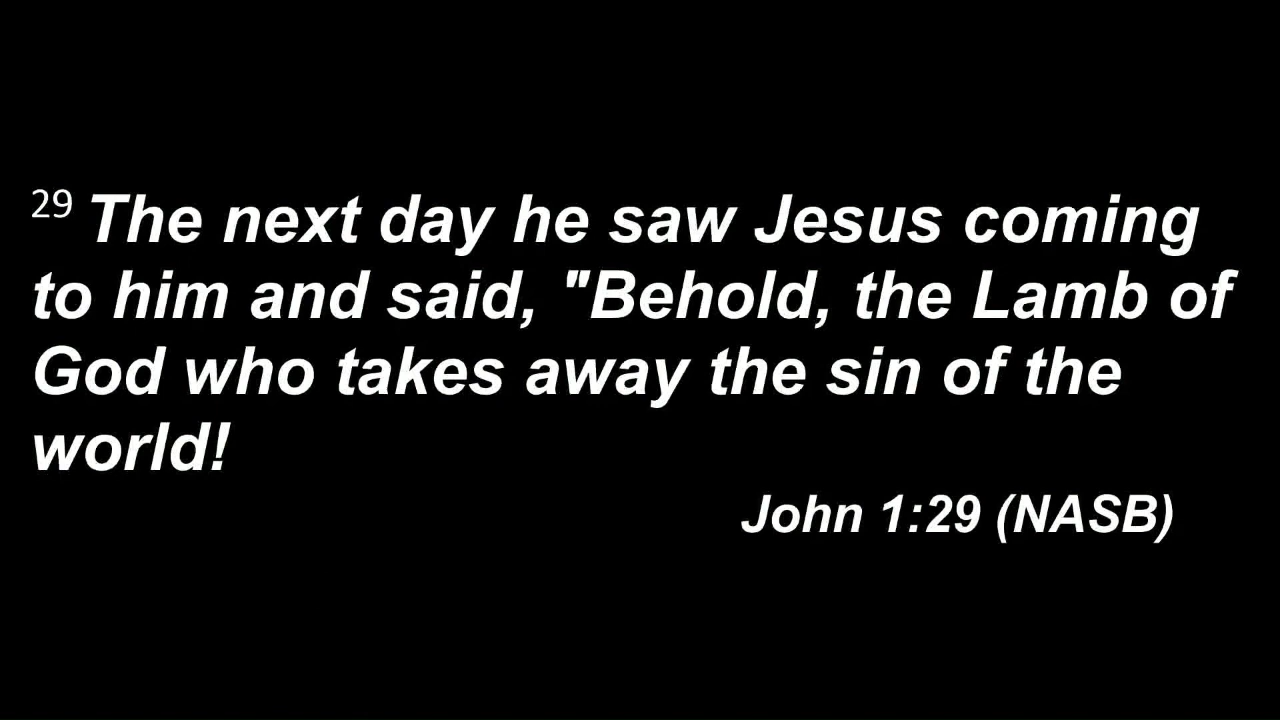 29 The next day he saw Jesus coming
to him and said, "Behold, the Lamb of
God who takes away the sin of the
world!
John 1:29 (NASB)